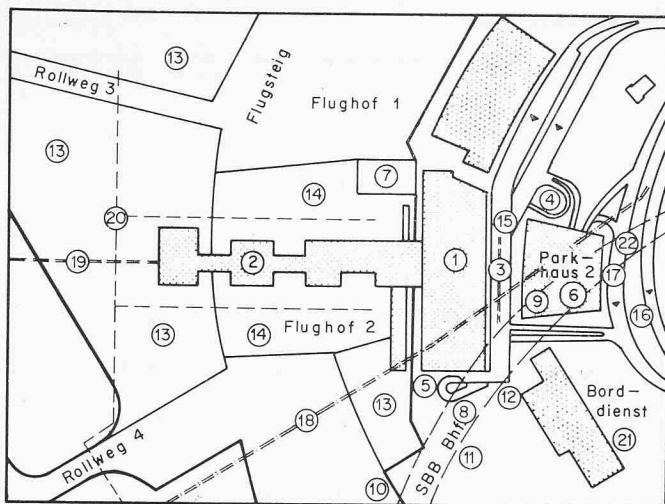 13
Rollweg 3
Flugsteig
Flughof 1
13
7
14
4
20
15
22
19
2
1
3
Park-
haus 2
17
9
6
16
13
14
Flughof 2
5
13
12
Bord-
dienst
8
18
SBB Bhf.
11
21
Rollweg 4
10